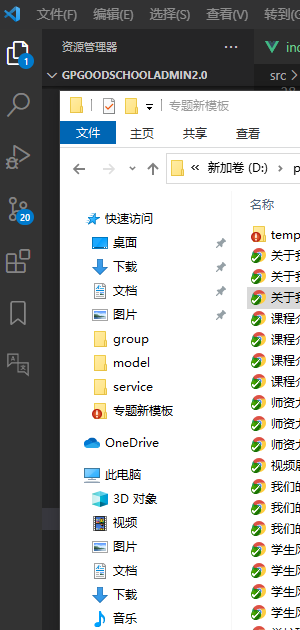 文件(F) 编辑(E) 选择(S) 查看(V) 转到(G
资源管理器 ···
1
GPGOODSCHOOLADMIN2.0
src
专题新模板
文件 主页 共享 查看
« 新加卷 (D:) › p
名称
快速访问
桌面
下载
文档
图片
group
model
service
专题新模板
OneDrive
此电脑
3D 对象
视频
图片
文档
下载
音乐
20
temp
关于
关于
关于
课程
课程
课程
课程
师资
师资
师资
视频
我们的
我们的
我们的
学生
学生
学生